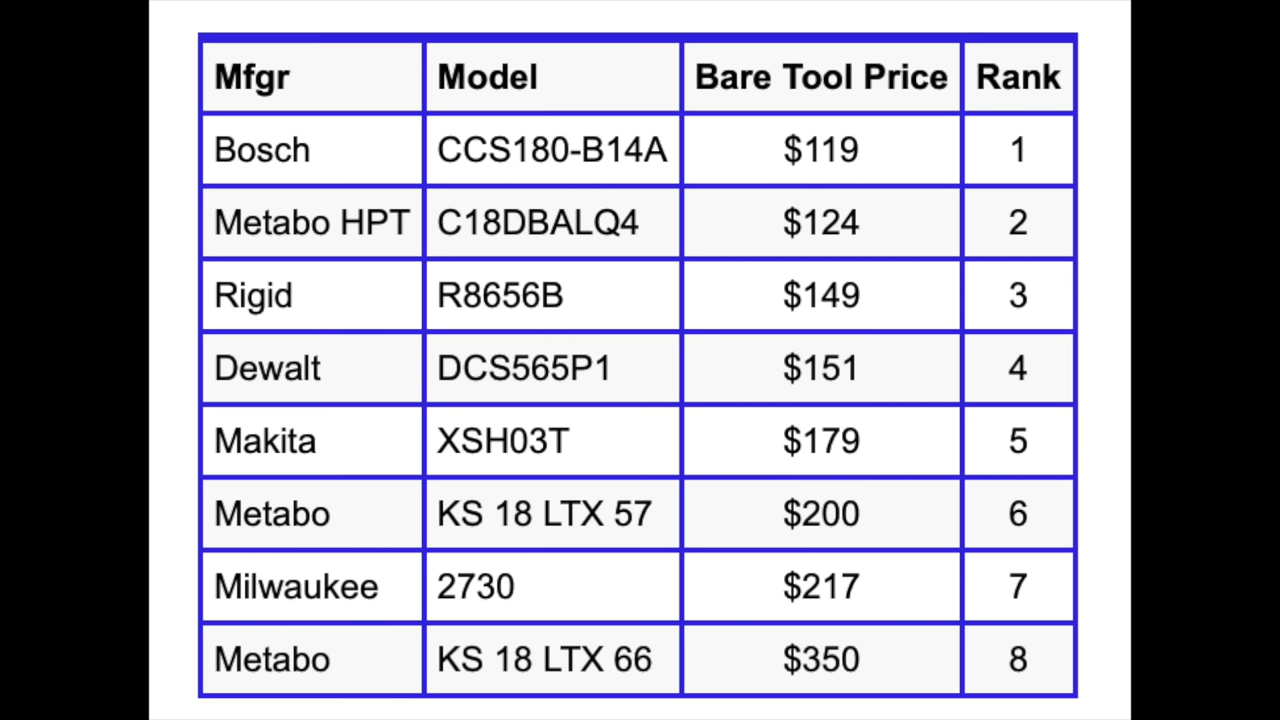 Mfgr Model Bare Tool Price Rank
Bosch CCS180-B14A $119 1
Metabo HPT C18DBALQ4 $124 2
Rigid R8656B $149 3
Dewalt DCS565P1 $151 4
Makita XSH03T $179 5
Metabo KS 18 LTX 57 $200 6
Milwaukee 2730 $217 7
Metabo KS 18 LTX 66 $350 8